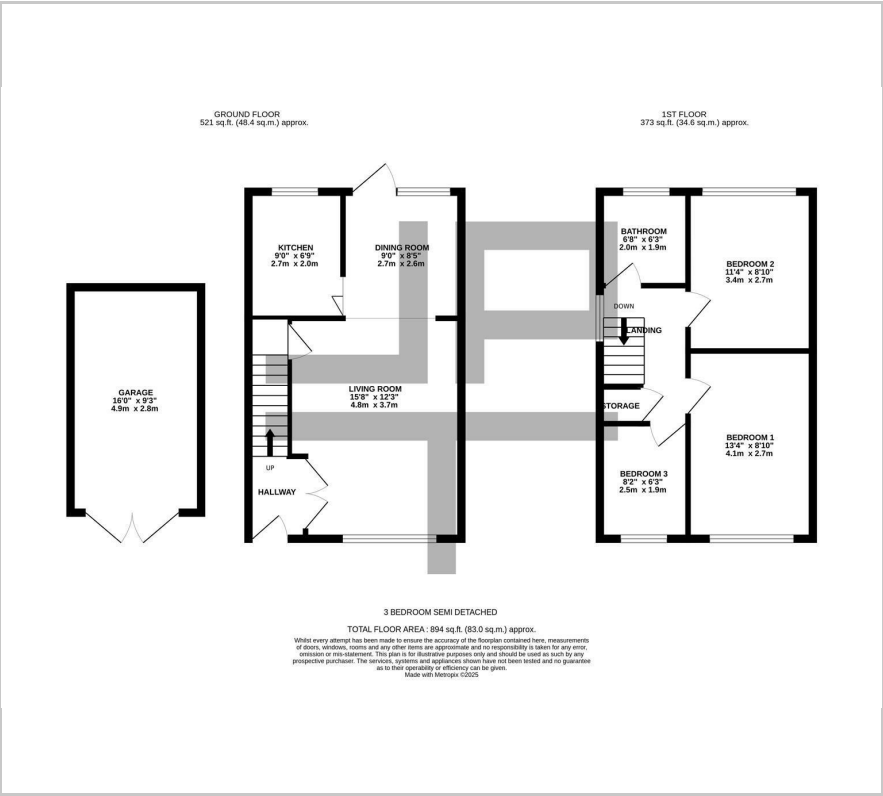 GROUND FLOOR
521 sq.ft. (48.4 sq.m.) approx.
1ST FLOOR
373 sq.ft. (34.6 sq.m.) approx.
KITCHEN
9'0" x 6'9"
2.7m x 2.0m
DINING ROOM
9'0" x 8'5"
2.7m x 2.6m
BATHROOM
6'8" x 6'3"
2.0m x 1.9m
BEDROOM 2
11'4" x 8'10"
3.4m x 2.7m
DOWN
LANDING
GARAGE
16'0" x 9'3"
4.9m x 2.8m
LIVING ROOM
15'8" x 12'3"
4.8m x 3.7m
STORAGE
BEDROOM 1
13'4" x 8'10"
4.1m x 2.7m
UP
HALLWAY
BEDROOM 3
8'2" x 6'3"
2.5m x 1.9m
3 BEDROOM SEMI DETACHED
TOTAL FLOOR AREA : 894 sq.ft. (83.0 sq.m.) approx.
Whilst every attempt has been made to ensure the accuracy of the floorplan contained here, measurements
of doors, windows, rooms and any other items are approximate and no responsibility is taken for any error,
omission or mis-statement. This plan is for illustrative purposes only and should be used as such by any
prospective purchaser. The services, systems and appliances shown have not been tested and no guarantee
as to their operability or efficiency can be given.
Made with Metropix ©2025